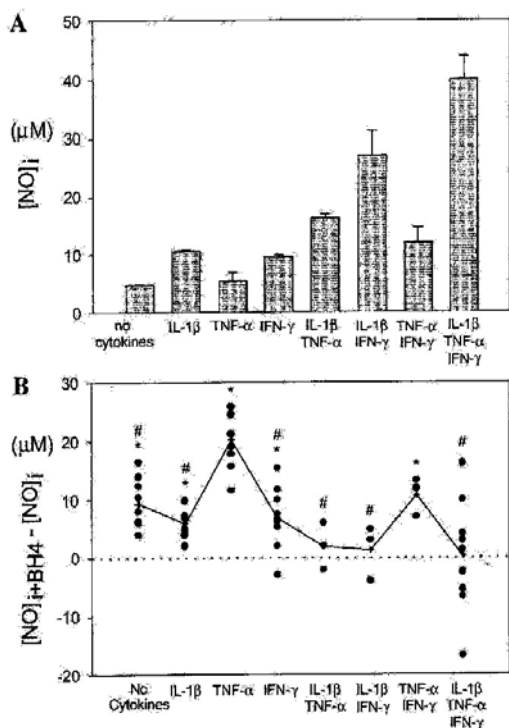 A
50
40
30
20
10
0
(μM)
[NO]i
no cytokines
IL-1β
TNF-α
IFN-γ
IL-1β TNF-α
IL-1β IFN-γ
TNF-α IFN-γ
IL-1β TNF-α IFN-γ
B
30
20
10
0
-10
-20
(μM)
[NO]i+BH4 - [NO]i
#
*
#
*
*
#
*
#
#
*
#
No Cytokines
IL-1β
TNF-α
IFN-γ
IL-1β TNF-α
IL-1β IFN-γ
TNF-α IFN-γ
IL-1β TNF-α IFN-γ